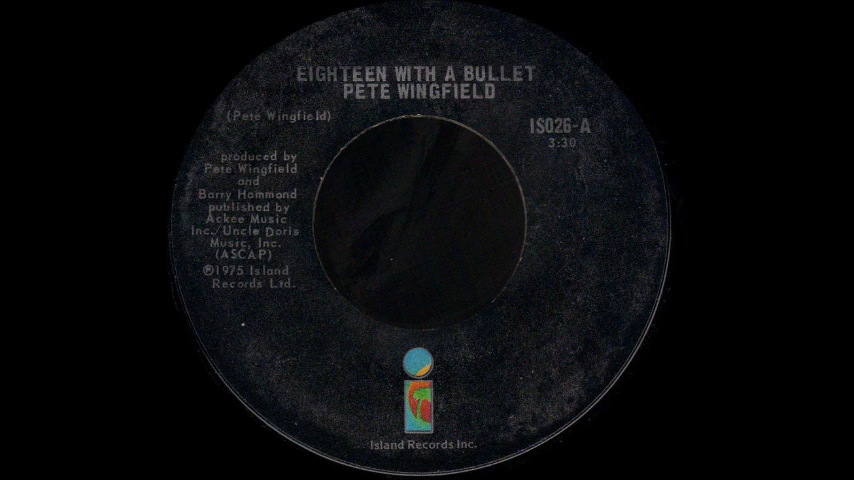 EIGHTEEN WITH A BULLET
PETE WINGFIELD
(Pete Wingfield)
IS026-A
3:30
produced by
Pete Wingfield
and
Barry Hammond
published by
Ackee Music
Inc./Uncle Doris
Music, Inc.
(ASCAP)
℗1975 Island
Records Ltd.
i
Island Records Inc.